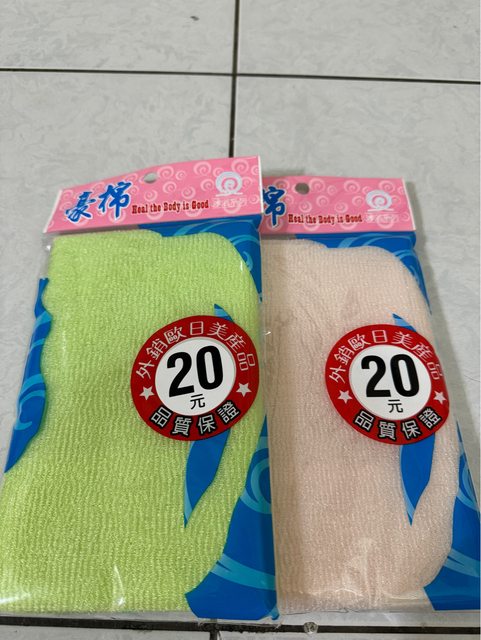 豪棉
Heal the Body is Good
外銷歐日美產品
20
元
品質保證
棉
Heal the Body is Good
外銷歐日美產品
20
元
品質保證